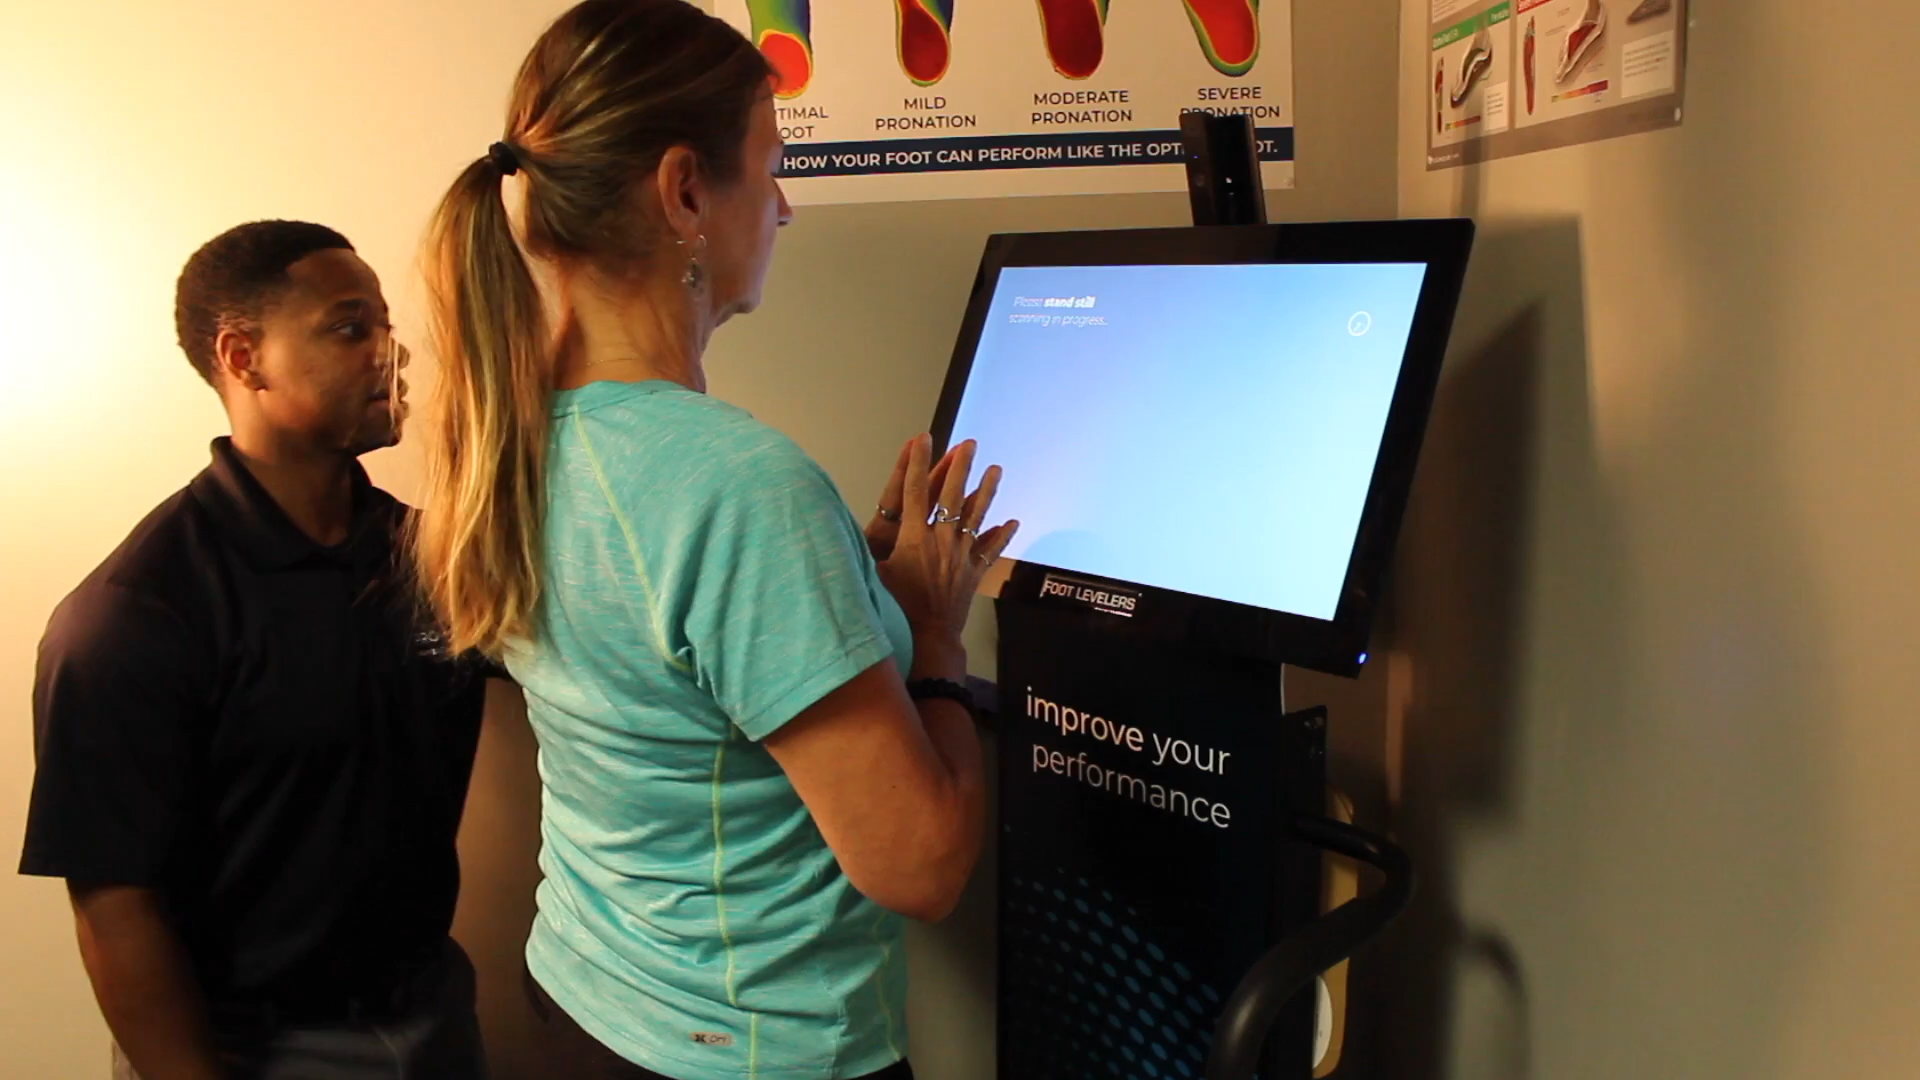 MILD
PRONATION
MODERATE
PRONATION
SEVERE
PRONATION
HOW YOUR FOOT CAN PERFORM LIKE THE
Please stand still
scanning in progress...
FOOT LEVELERS
improve your
performance